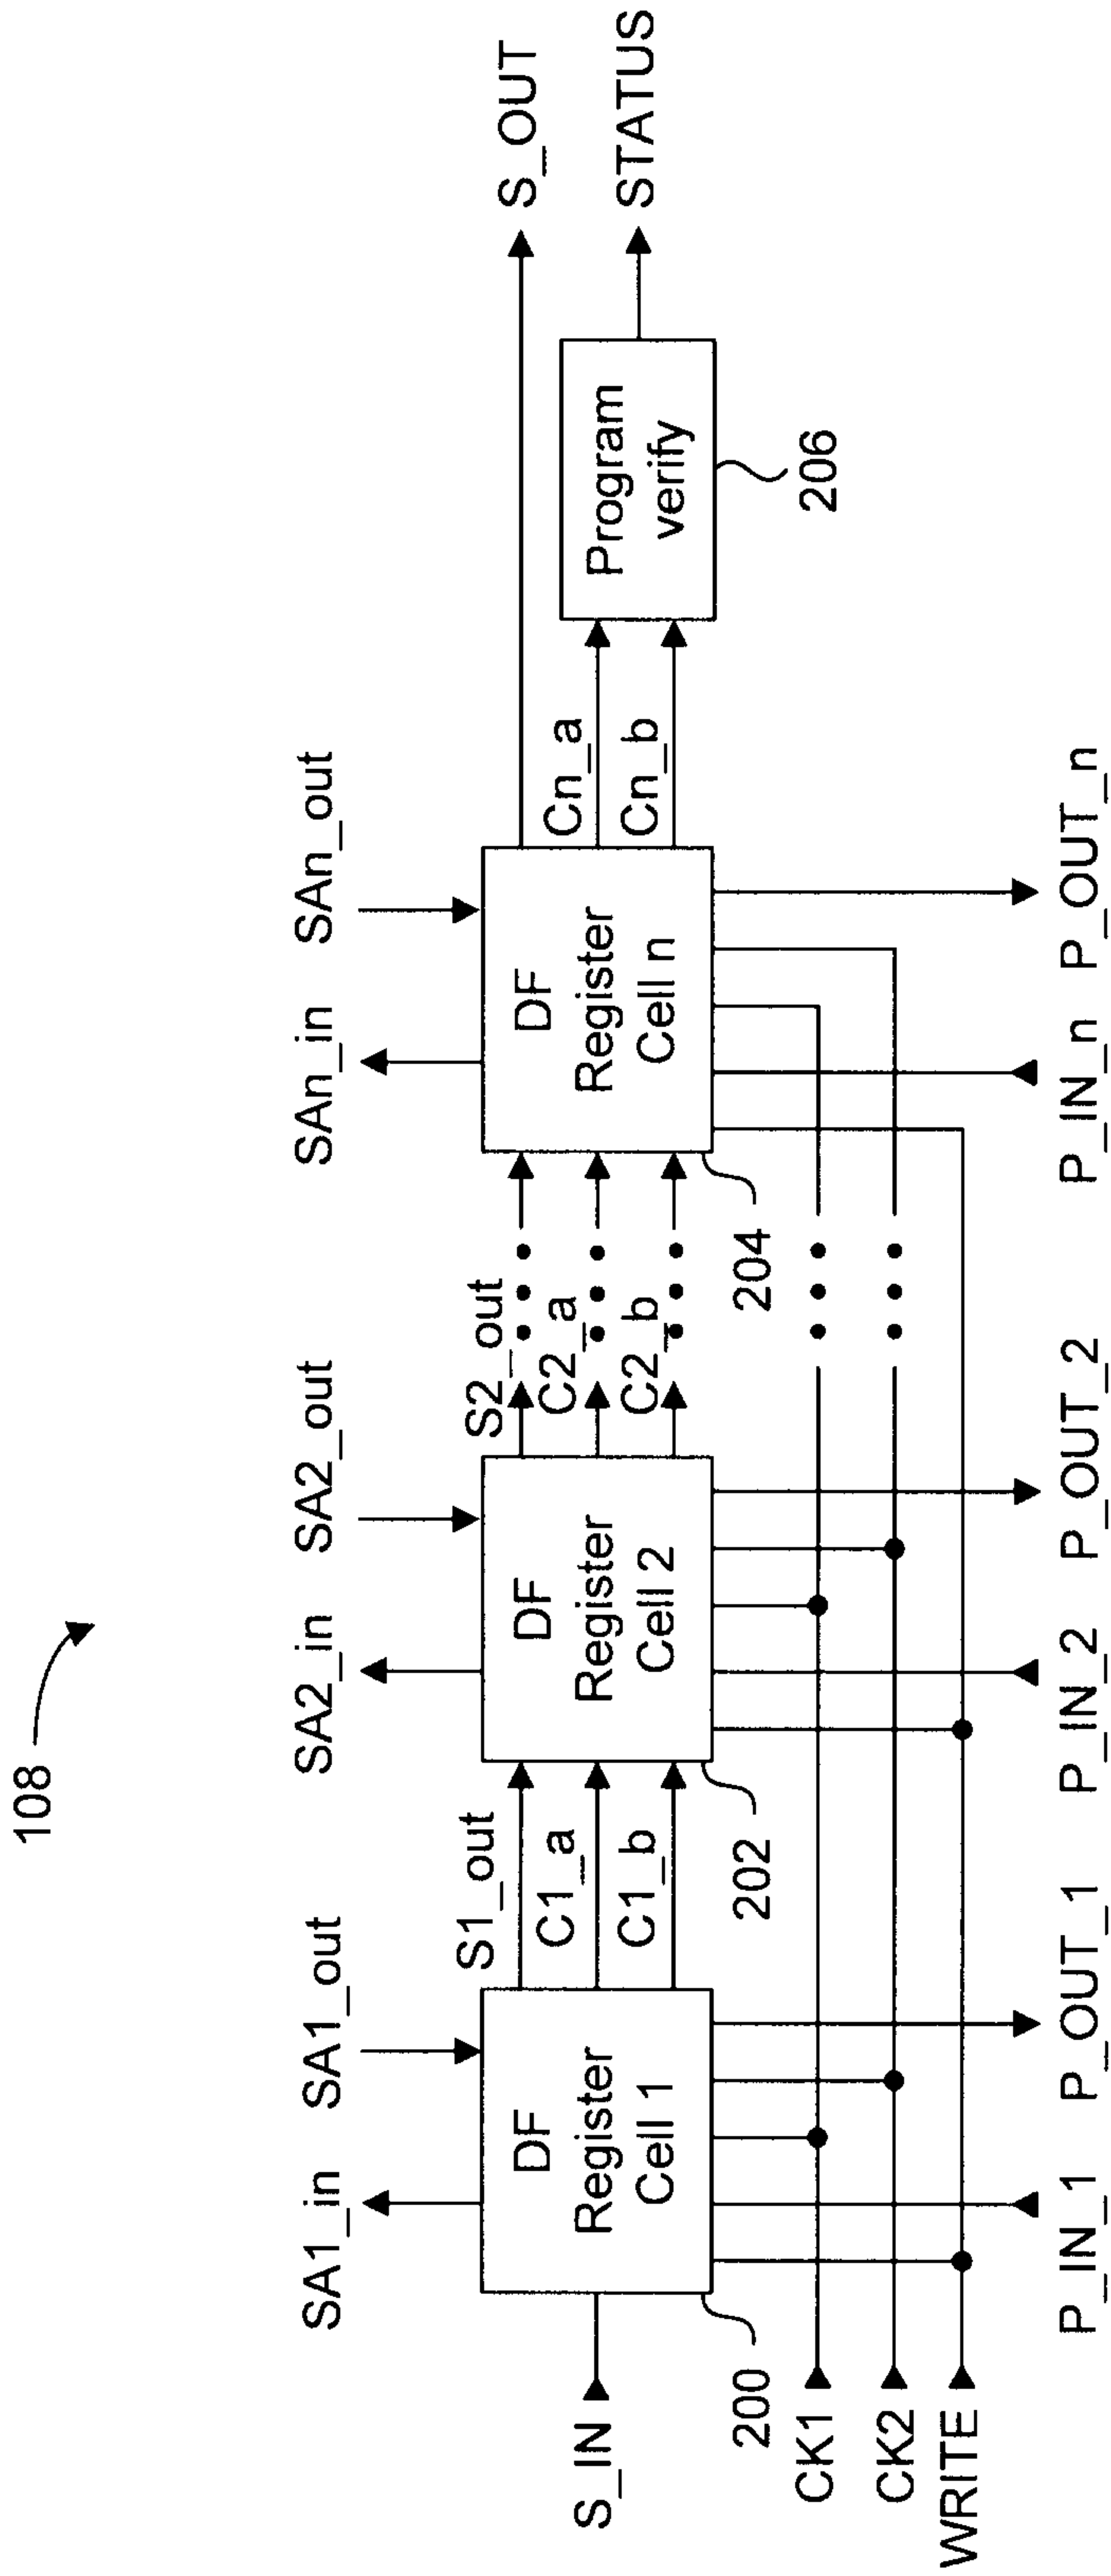 108
SA1_in
SA1_out
SA2_in
SA2_out
SAn_in
SAn_out
S_IN
DF
Register
Cell 1
S1_out
C1_a
C1_b
DF
Register
Cell 2
S2_out
C2_a
C2_b
DF
Register
Cell n
Cn_a
Cn_b
Program
verify
S_OUT
STATUS
200
202
204
206
CK1
CK2
WRITE
P_IN_1
P_OUT_1
P_IN_2
P_OUT_2
P_IN_n
P_OUT_n